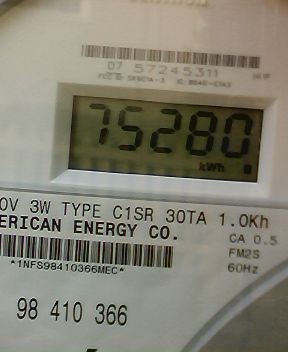 07 57245311
75280
kWh
0V 3W TYPE C1SR 30TA 1.0Kh
ERICAN ENERGY CO.
CA 0.5
*1NFS98410366MEC*
FM2S
60Hz
98 410 366